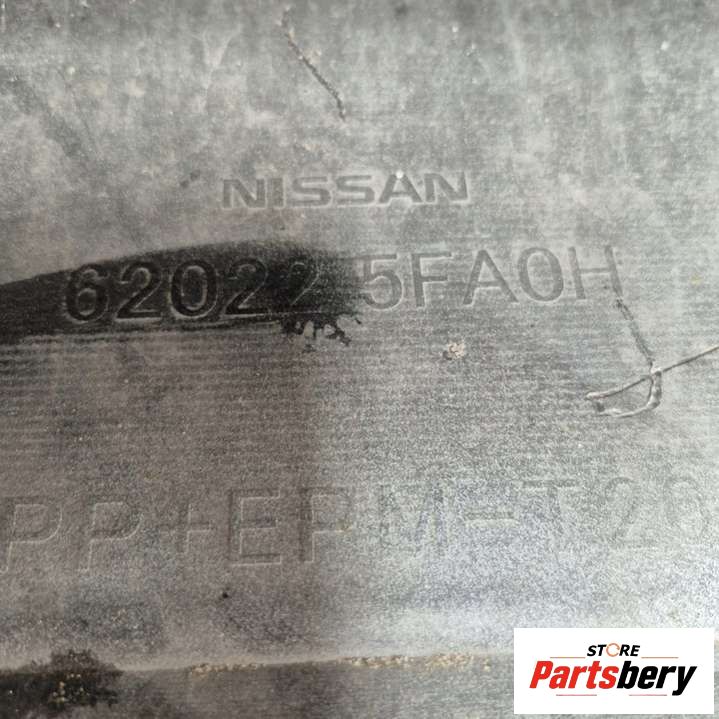 NISSAN
62022 5FA0H
PP+EPM-T20
STORE
Partsbery